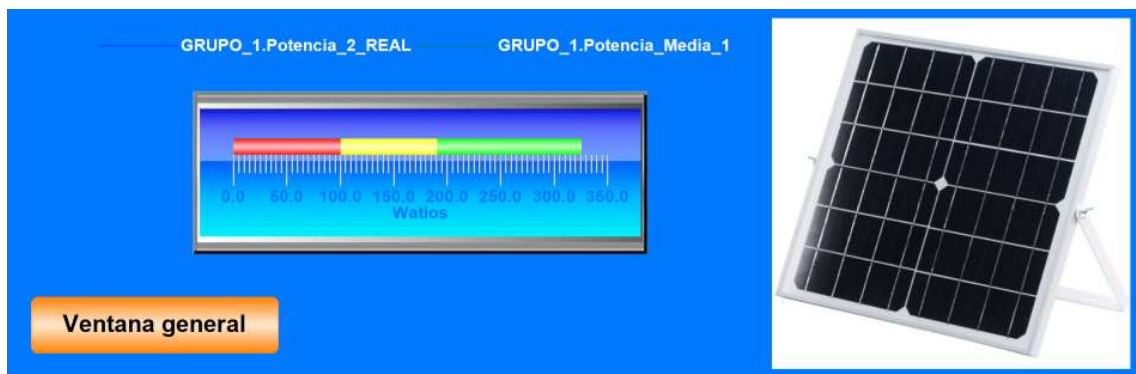 GRUPO_1.Potencia_2_REAL GRUPO_1.Potencia_Media_1
0.0 50.0 100.0 150.0 200.0 250.0 300.0 350.0
Watios
Ventana general